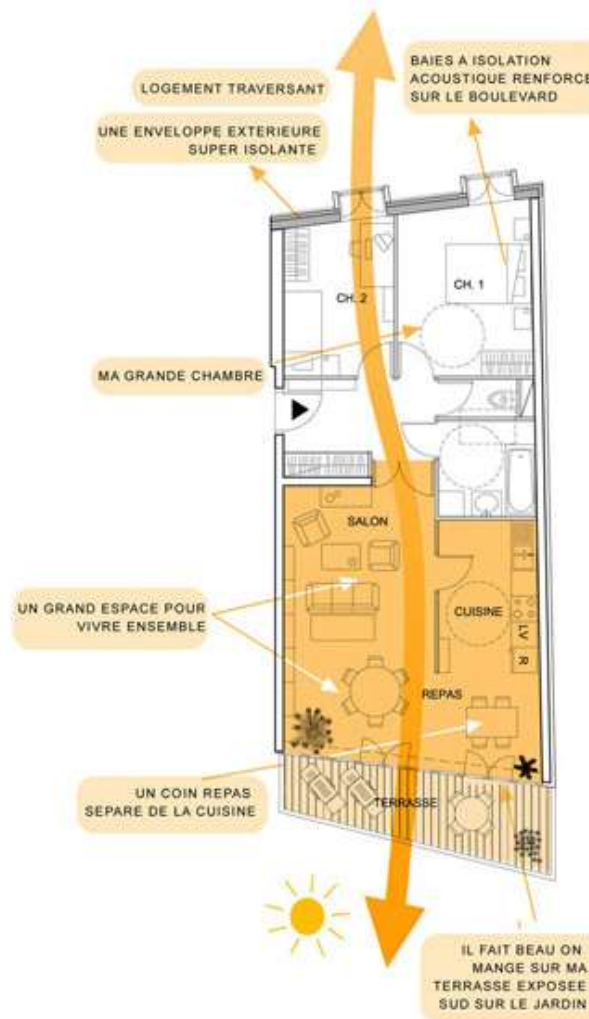 LOGEMENT TRAVERSANT
BAIES A ISOLATION
ACOUSTIQUE RENFORCE
SUR LE BOULEVARD
UNE ENVELOPPE EXTERIEURE
SUPER ISOLANTE
CH. 2
CH. 1
MA GRANDE CHAMBRE
SALON
UN GRAND ESPACE POUR
VIVRE ENSEMBLE
CUISINE
LV
R
REPAS
UN COIN REPAS
SEPARE DE LA CUISINE
TERRASSE
IL FAIT BEAU ON
MANGE SUR MA
TERRASSE EXPOSEE
SUD SUR LE JARDIN